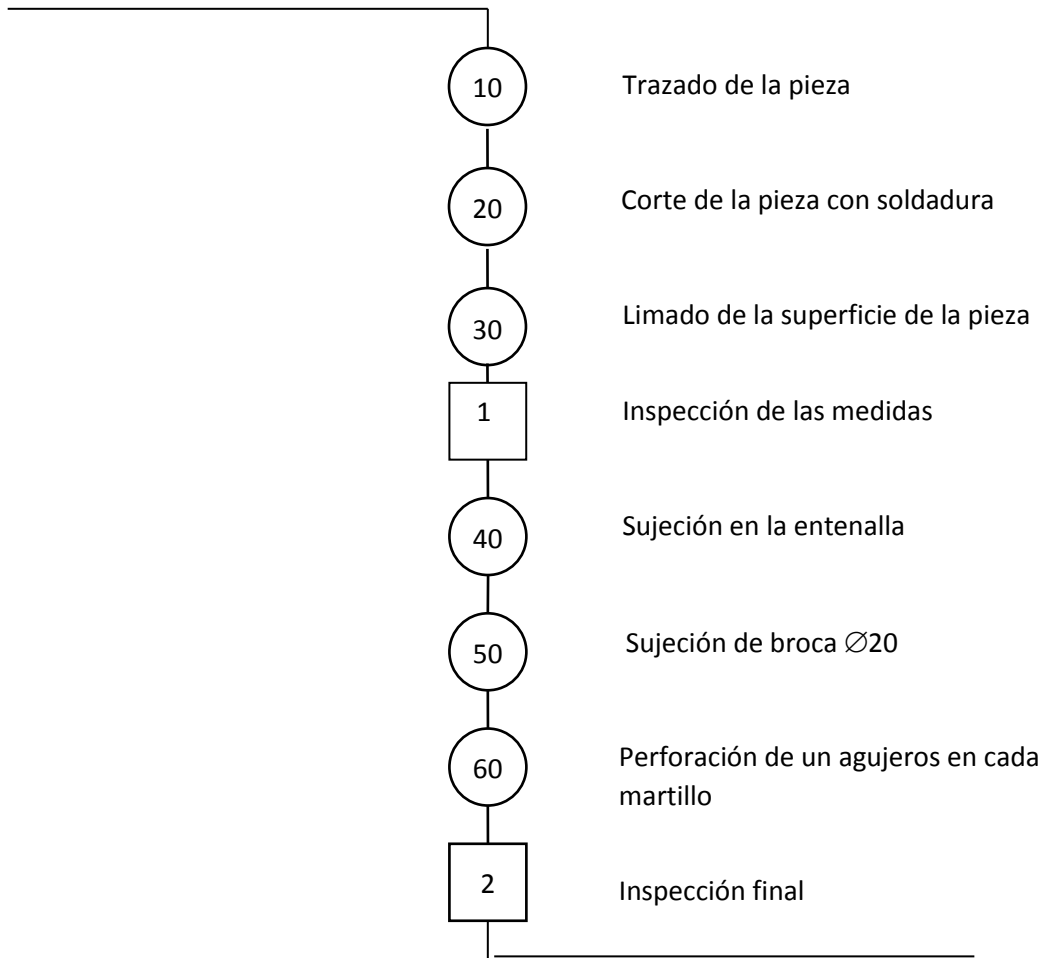 10 Trazado de la pieza
20 Corte de la pieza con soldadura
30 Limado de la superficie de la pieza
1 Inspección de las medidas
40 Sujeción en la entenalla
50 Sujeción de broca ∅20
60 Perforación de un agujeros en cada
martillo
2 Inspección final